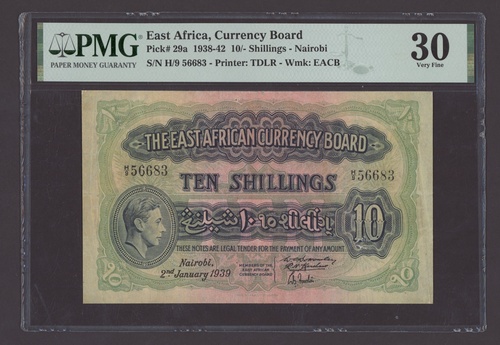 PMG
PAPER MONEY GUARANTY
East Africa, Currency Board
Pick# 29a 1938-42 10/- Shillings - Nairobi
S/N H/9 56683 - Printer: TDLR - Wmk: EACB
30
Very Fine
THE EAST AFRICAN CURRENCY BOARD
H/9 56683
H/9 56683
TEN SHILLINGS
10
THESE NOTES ARE LEGAL TENDER FOR THE PAYMENT OF ANY AMOUNT
Nairobi,
2nd January 1939
MEMBERS OF THE
EAST AFRICAN
CURRENCY BOARD